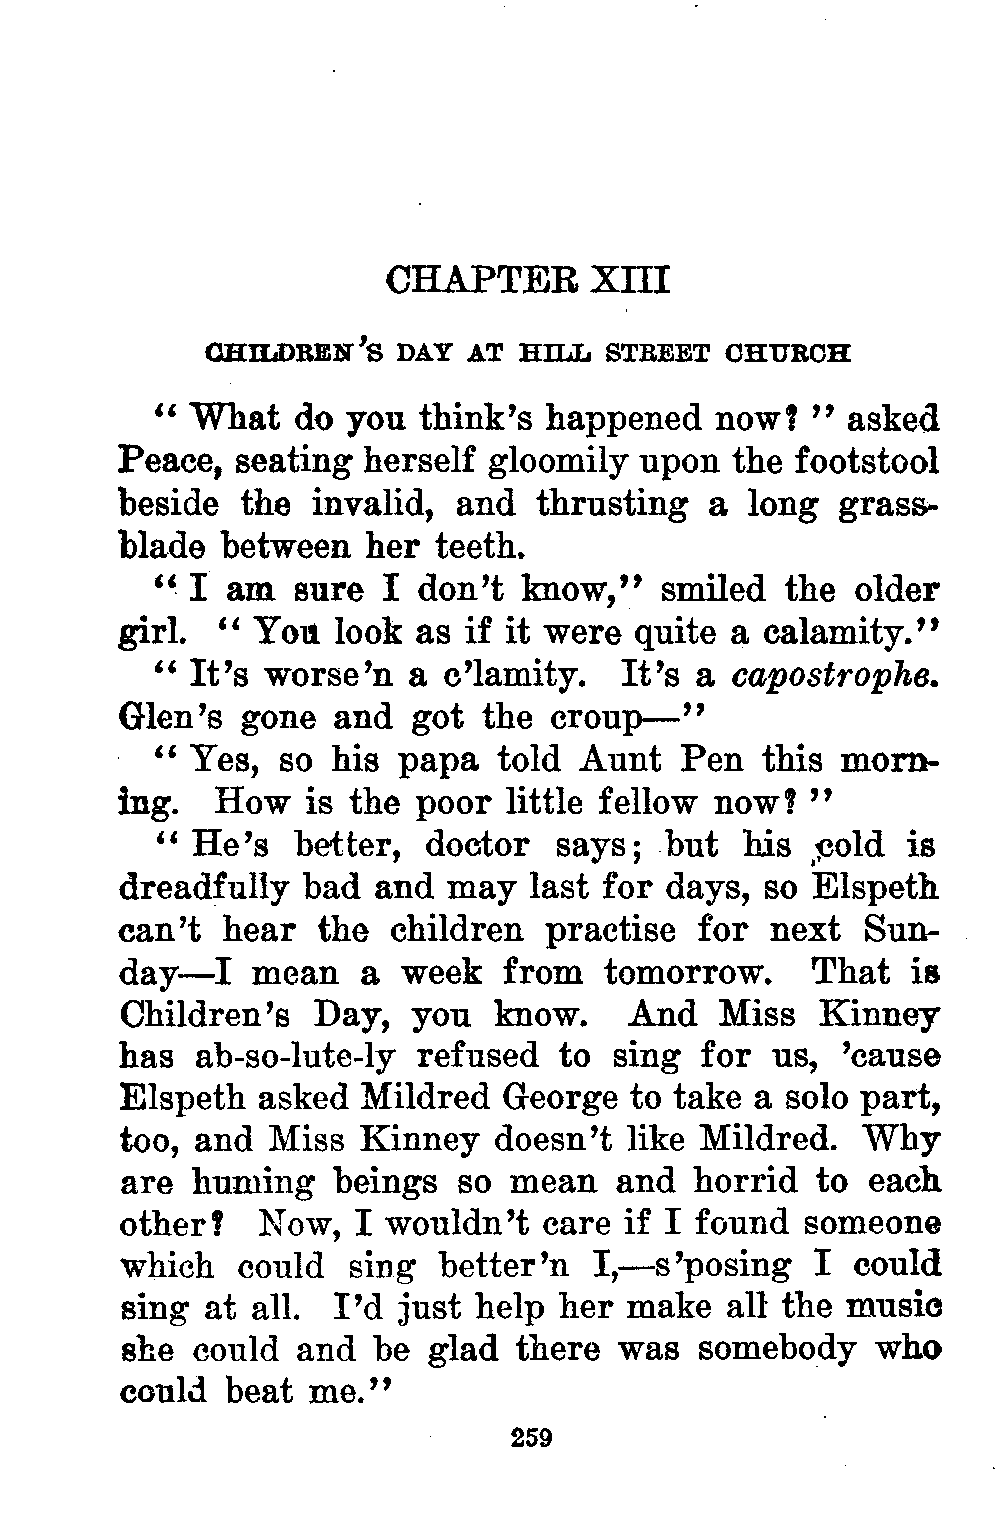 CHAPTER XIII
CHILDREN'S DAY AT HILL STREET CHURCH
"What do you think's happened now?" asked
Peace, seating herself gloomily upon the footstool
beside the invalid, and thrusting a long grass-
blade between her teeth.
"I am sure I don't know," smiled the older
girl. "You look as if it were quite a calamity."
"It's worse'n a c'lamity. It's a capostrophe.
Glen's gone and got the croup—"
"Yes, so his papa told Aunt Pen this morn-
ing. How is the poor little fellow now?"
"He's better, doctor says; but his cold is
dreadfully bad and may last for days, so Elspeth
can't hear the children practise for next Sun-
day—I mean a week from tomorrow. That is
Children's Day, you know. And Miss Kinney
has ab-so-lute-ly refused to sing for us, 'cause
Elspeth asked Mildred George to take a solo part,
too, and Miss Kinney doesn't like Mildred. Why
are huming beings so mean and horrid to each
other? Now, I wouldn't care if I found someone
which could sing better'n I,—s'posing I could
sing at all. I'd just help her make all the music
she could and be glad there was somebody who
could beat me."
259